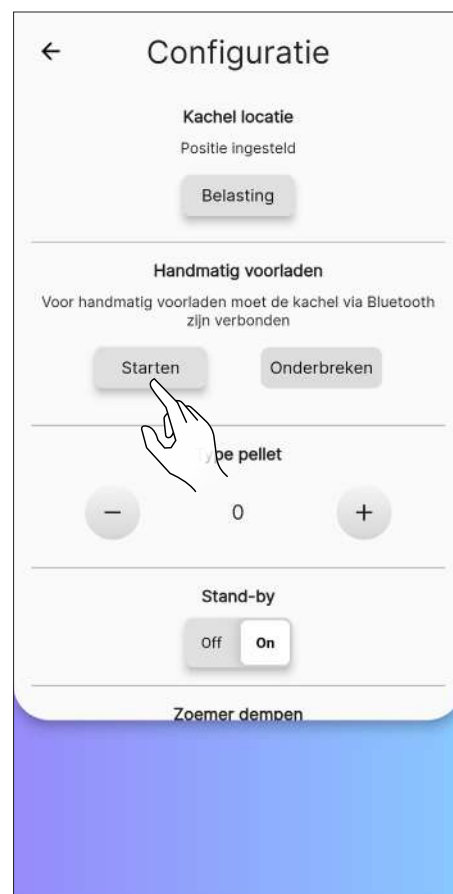 Configuratie
Kachel locatie
Positie ingesteld
Belasting
Handmatig voorladen
Voor handmatig voorladen moet de kachel via Bluetooth
zijn verbonden
Starten Onderbreken
Type pellet
− 0 +
Stand-by
Off On
Zoemer dempen